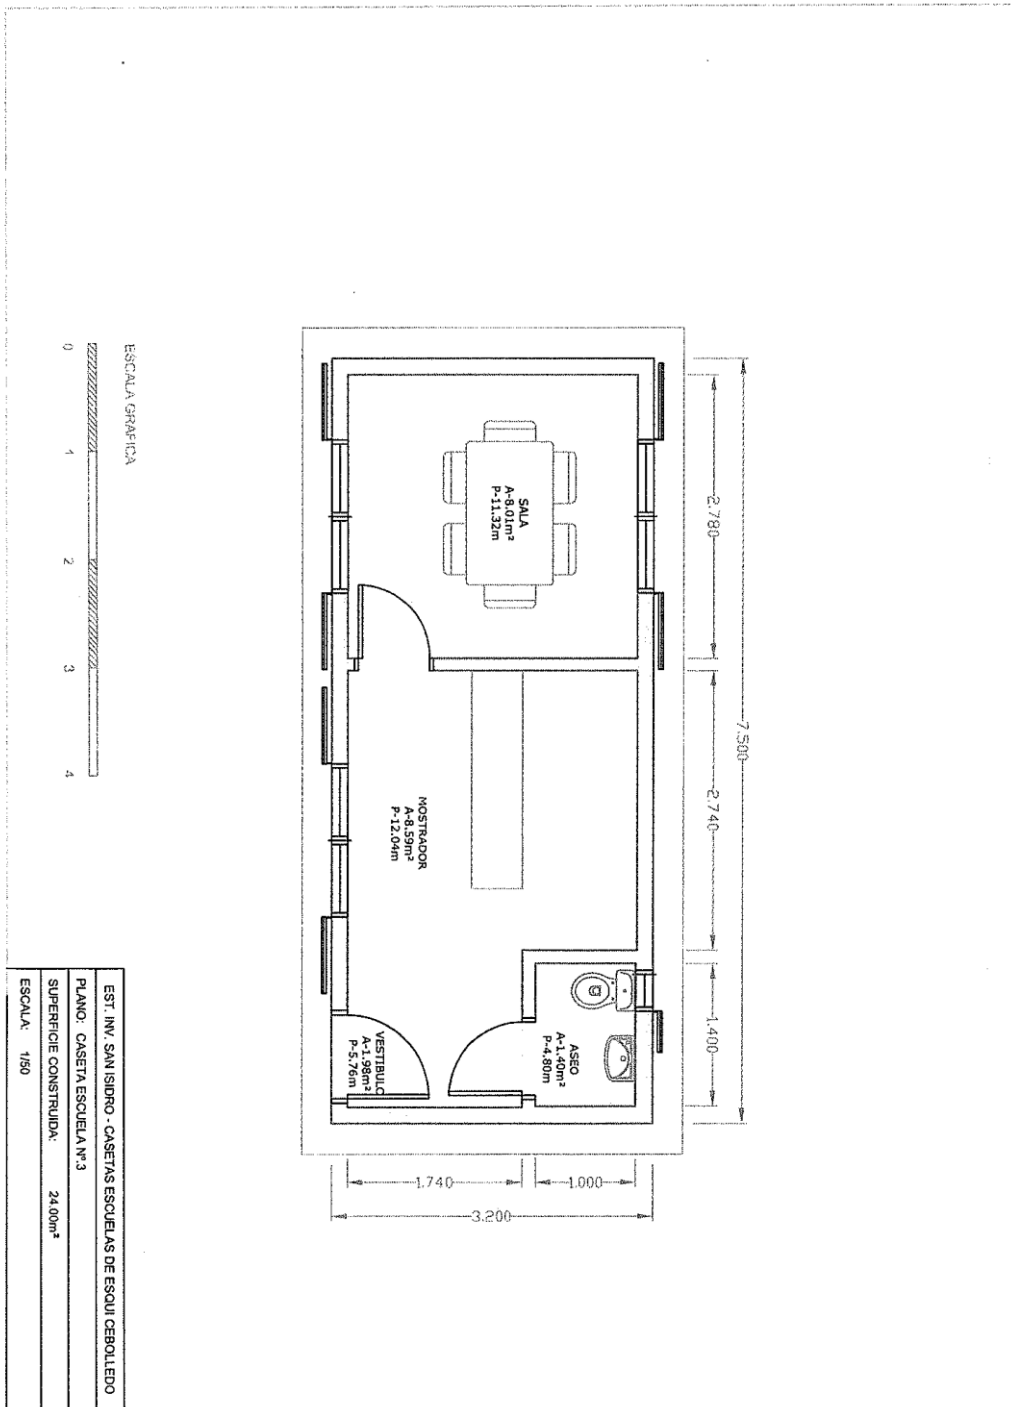 7.500
2.780
2.740
1.400
SALA
A-8.01m²
P-11.32m
MOSTRADOR
A-8.59m²
P-12.04m
ASEO
A-1.40m²
P-4.80m
VESTIBULO
A-1.98m²
P-5.76m
1.000
1.740
3.200
ESCALA GRAFICA
0 1 2 3 4
EST. INV. SAN ISIDRO - CASETAS ESCUELAS DE ESQUI CEBOLLEDO
PLANO: CASETA ESCUELA Nº.3
SUPERFICIE CONSTRUIDA: 24.00m²
ESCALA: 1/50